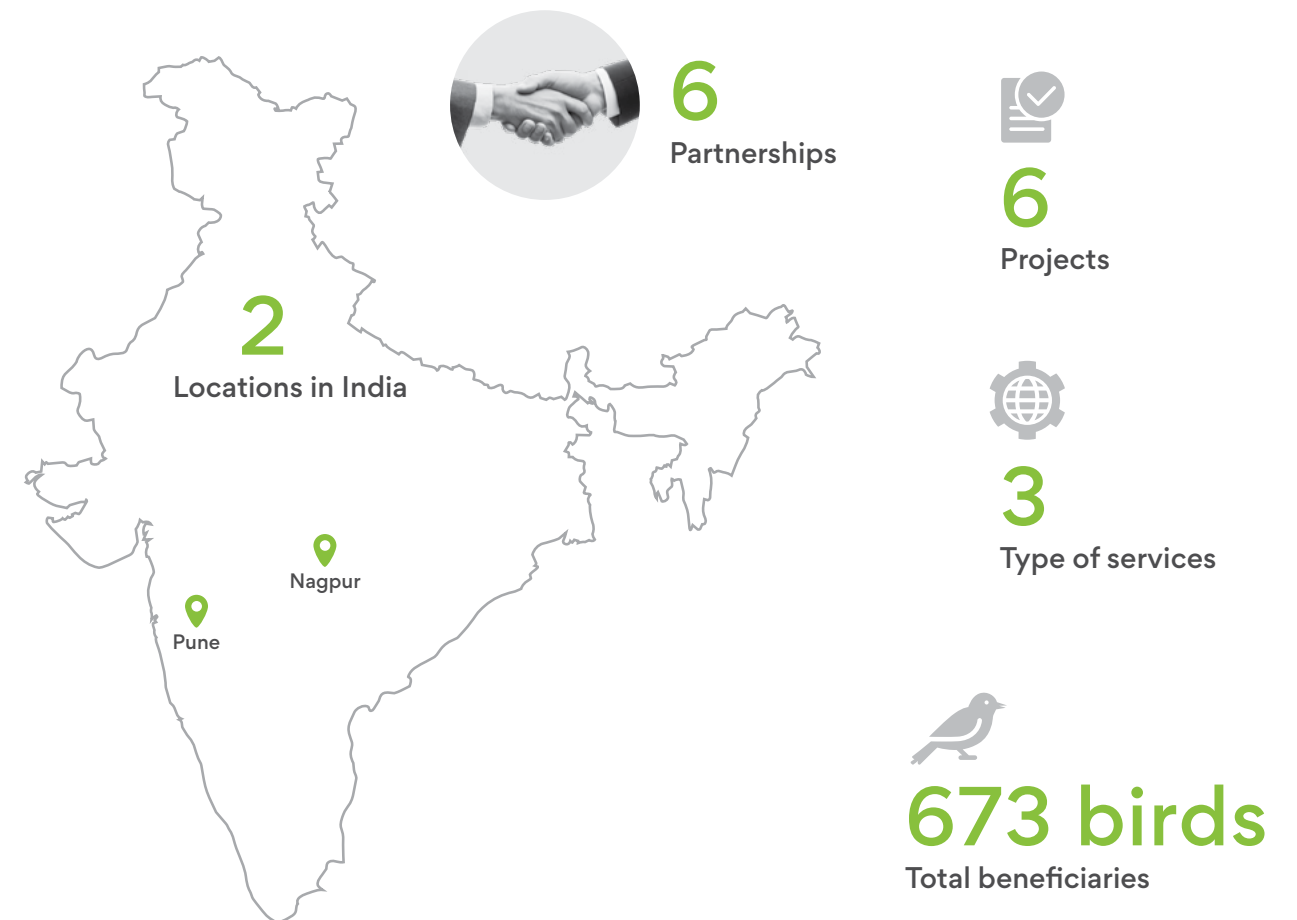 6
Partnerships
6
Projects
2
Locations in India
3
Type of services
Nagpur
Pune
673 birds
Total beneficiaries